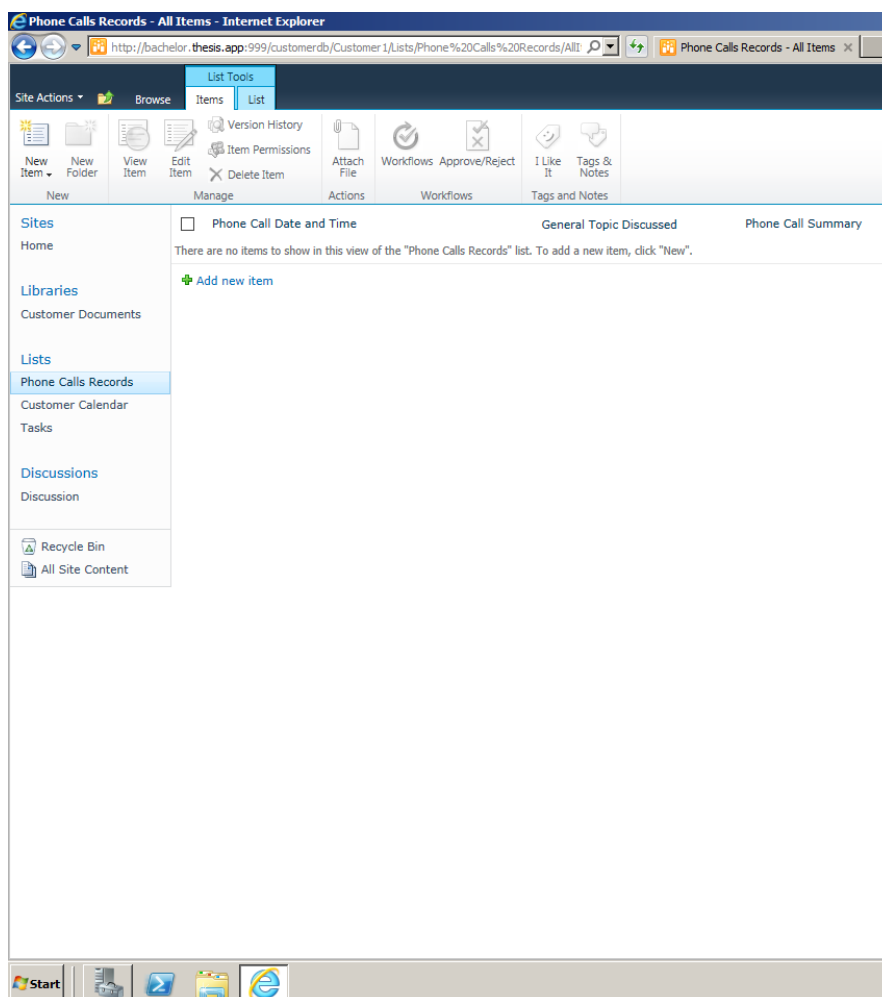 Phone Calls Records - All Items - Internet Explorer
http://bachelor.thesis.app:999/customerdb/Customer1/Lists/Phone%20Calls%20Records/AllI
Phone Calls Records - All Items
List Tools
Site Actions
Browse
Items
List
New Item
New Folder
View Item
Edit Item
Version History
Item Permissions
Delete Item
Attach File
Workflows
Approve/Reject
I Like It
Tags & Notes
New
Manage
Actions
Workflows
Tags and Notes
Sites
Home
Libraries
Customer Documents
Lists
Phone Calls Records
Customer Calendar
Tasks
Discussions
Discussion
Recycle Bin
All Site Content
Phone Call Date and Time
General Topic Discussed
Phone Call Summary
There are no items to show in this view of the "Phone Calls Records" list. To add a new item, click "New".
Add new item
Start